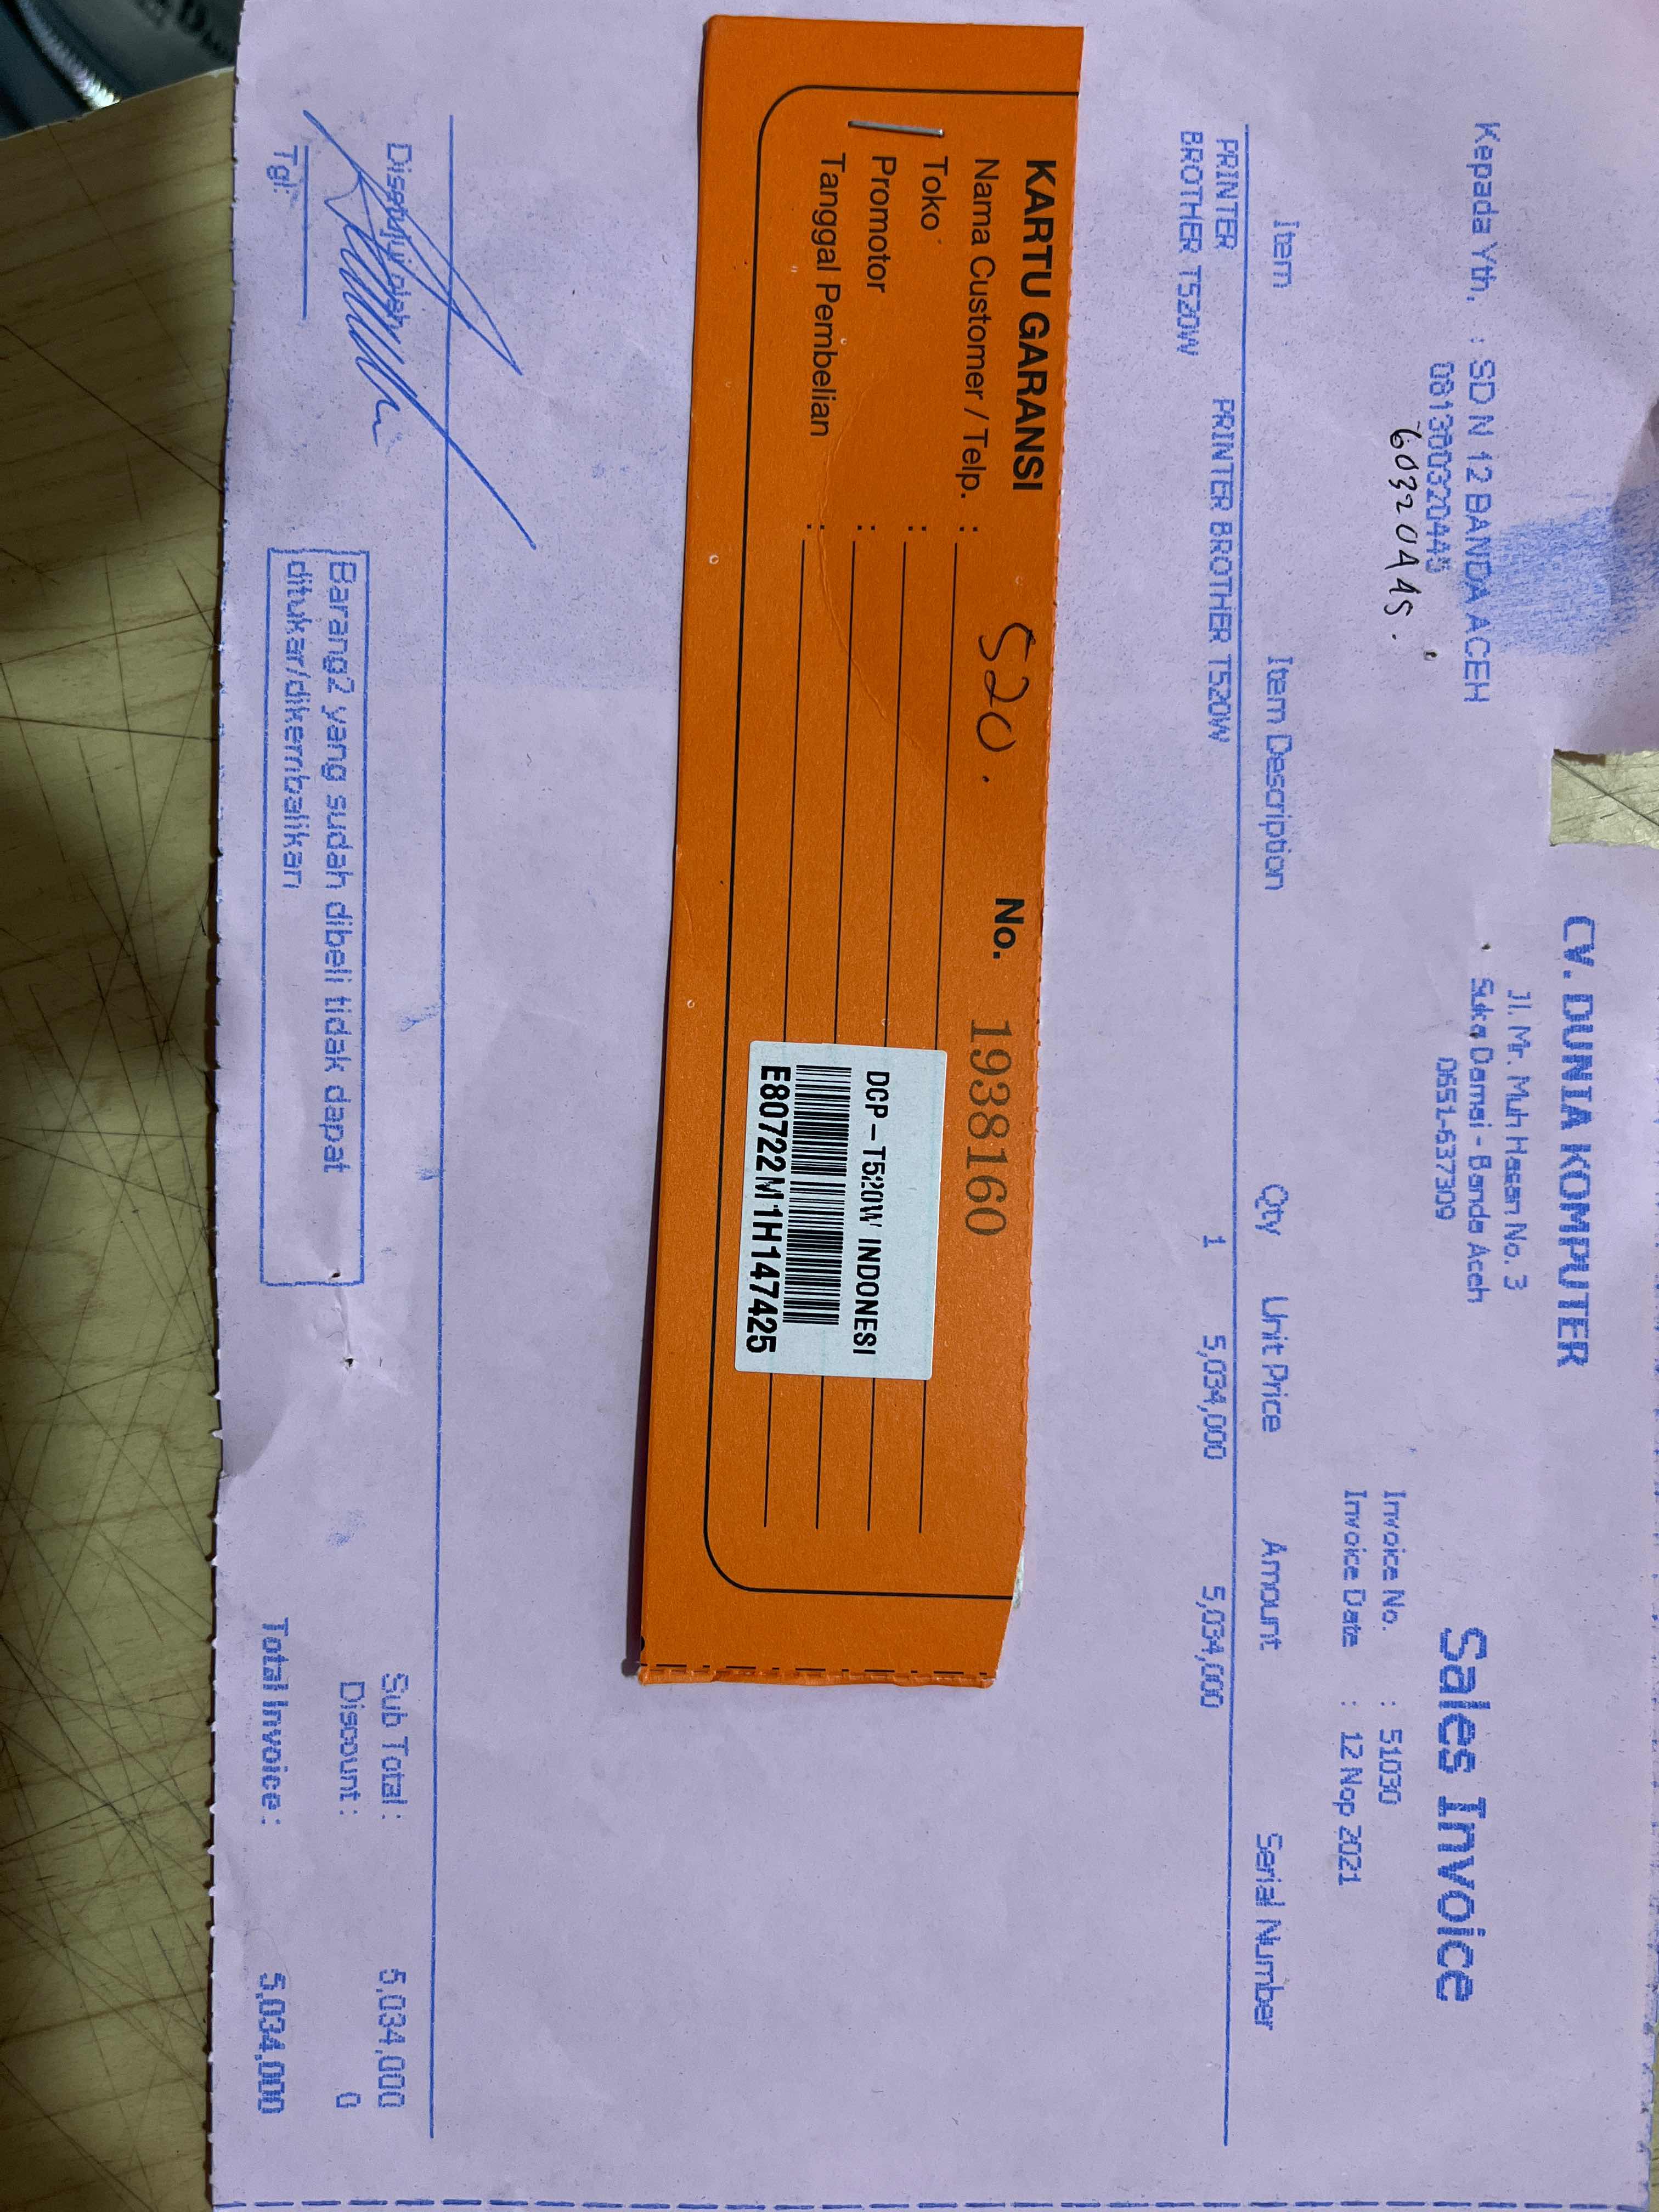 CV. DUNIA KOMPUTER
Jl. Mr. Muh Hasan No. 3
Suka Damai - Banda Aceh
0651-637309
Sales Invoice
Kepada Yth, : SD N 12 BANDA ACEH
Invoice No. : 51030
Invoice Date : 12 Nop 2021
Item Item Description Qty Unit Price Amount Serial Number
PRINTER PRINTER BROTHER T520W 1 5,034,000 5,034,000
BROTHER T520W
KARTU GARANSI 520. No. 1938160
Nama Customer / Telp. :
Toko :
Promotor :
Tanggal Pembelian :
DCP-T520W INDONESI
E80722M1H147425
Disetujui oleh
Tgl:
Barang2 yang sudah dibeli tidak dapat
ditukar/dikembalikan
Sub Total : 5,034,000
Discount : 0
Total Invoice : 5,034,000